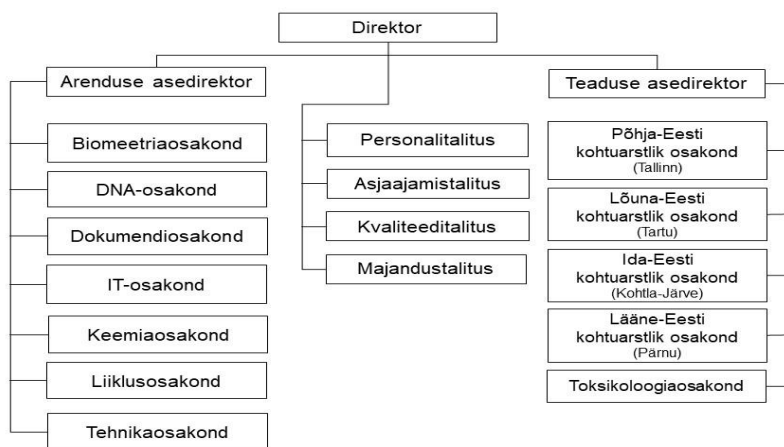 Direktor
Arenduse asedirektor
Biomeetriaosakond
DNA-osakond
Dokumendiosakond
IT-osakond
Keemiaosakond
Liiklusosakond
Tehnikaosakond
Personalitalitus
Asjaajamistalitus
Kvaliteeditalitus
Majandustalitus
Teaduse asedirektor
Põhja-Eesti
kohtuarstlik osakond
(Tallinn)
Lõuna-Eesti
kohtuarstlik osakond
(Tartu)
Ida-Eesti
kohtuarstlik osakond
(Kohtla-Järve)
Lääne-Eesti
kohtuarstlik osakond
(Pärnu)
Toksikoloogiaosakond